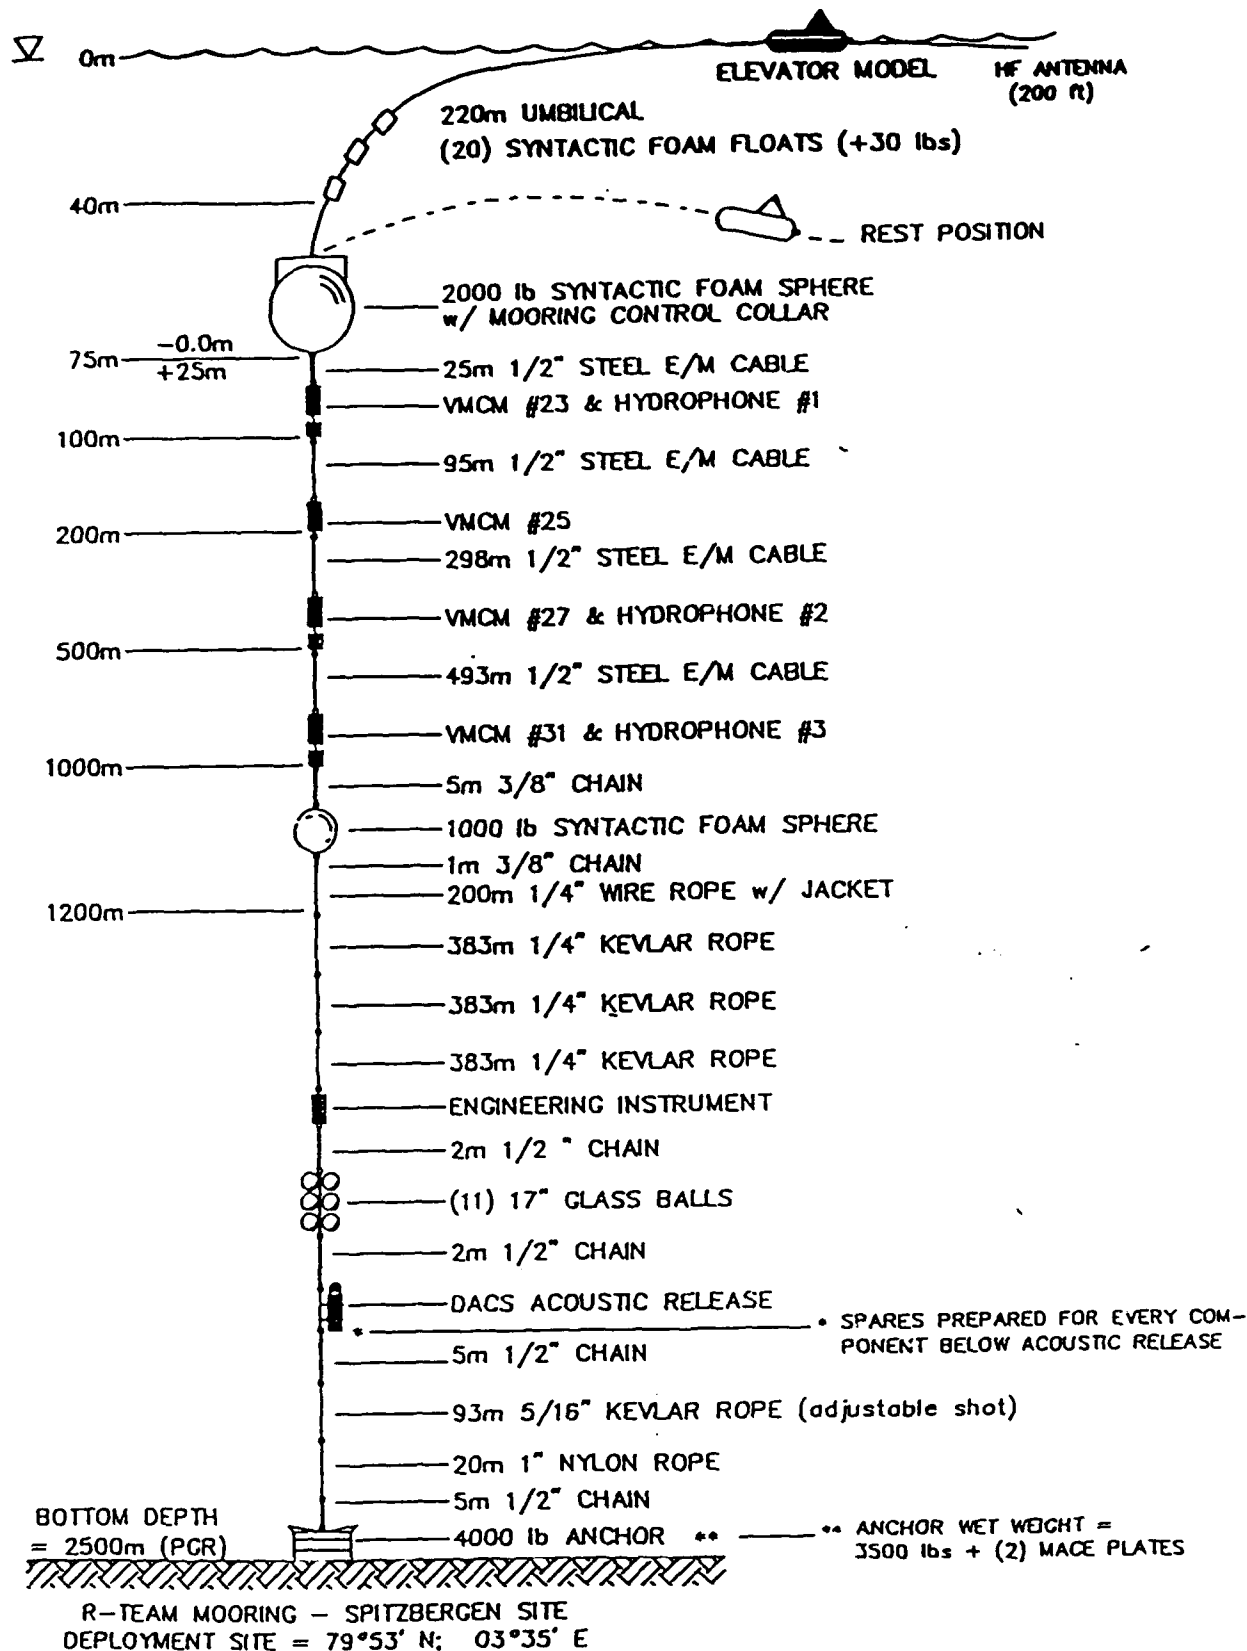 0m
ELEVATOR MODEL
HF ANTENNA
(200 ft)
220m UMBILICAL
(20) SYNTACTIC FOAM FLOATS (+30 lbs)
40m
REST POSITION
2000 lb SYNTACTIC FOAM SPHERE
w/ MOORING CONTROL COLLAR
75m
-0.0m
+25m
25m 1/2" STEEL E/M CABLE
VMCM #23 & HYDROPHONE #1
100m
95m 1/2" STEEL E/M CABLE
VMCM #25
200m
298m 1/2" STEEL E/M CABLE
VMCM #27 & HYDROPHONE #2
500m
493m 1/2" STEEL E/M CABLE
VMCM #31 & HYDROPHONE #3
1000m
5m 3/8" CHAIN
1000 lb SYNTACTIC FOAM SPHERE
1m 3/8" CHAIN
200m 1/4" WIRE ROPE w/ JACKET
1200m
383m 1/4" KEVLAR ROPE
383m 1/4" KEVLAR ROPE
383m 1/4" KEVLAR ROPE
ENGINEERING INSTRUMENT
2m 1/2 " CHAIN
(11) 17" GLASS BALLS
2m 1/2" CHAIN
DACS ACOUSTIC RELEASE
*
* SPARES PREPARED FOR EVERY COM-
PONENT BELOW ACOUSTIC RELEASE
5m 1/2" CHAIN
93m 5/16" KEVLAR ROPE (adjustable shot)
20m 1" NYLON ROPE
5m 1/2" CHAIN
BOTTOM DEPTH
= 2500m (PGR)
4000 lb ANCHOR **
** ANCHOR WET WEIGHT =
3500 lbs + (2) MACE PLATES
R-TEAM MOORING - SPITZBERGEN SITE
DEPLOYMENT SITE = 79°53' N; 03°35' E